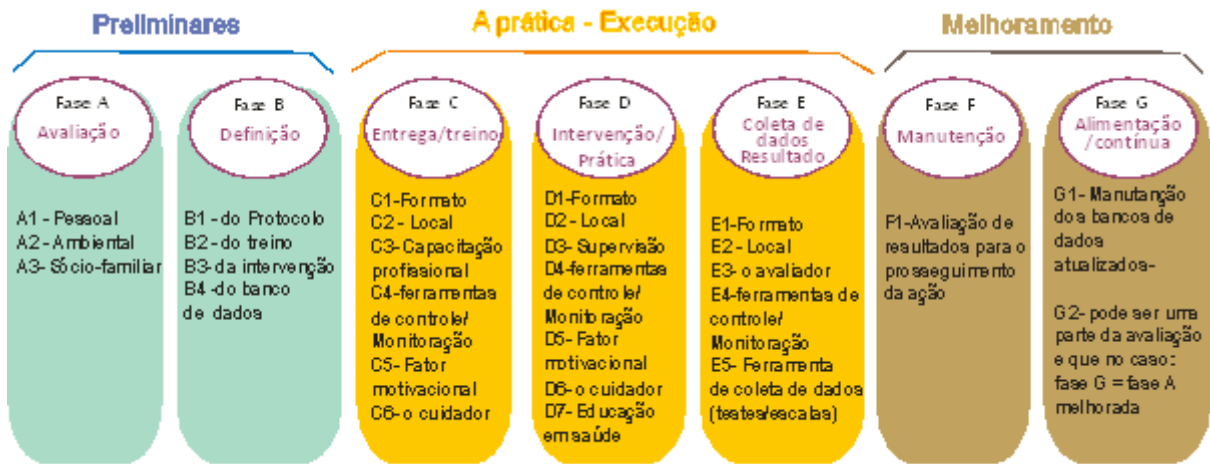 Preliminares
A prática - Execução
Melhoramento
Fase A
Avaliação
A1 - Pessoal
A2- Ambiental
A3- Sócio-familiar
Fase B
Definição
B1 - do Protocolo
B2- do treino
B3- da intervenção
B4 -do banco
de dados
Fase C
Entrega/treino
C1-Formato
C2 - Local
C3-Capacitação
profissional
C4-ferramentas
de controle/
Monitoração
C5- Fator
motivacional
C6- o cuidador
Fase D
Intervenção/
Prática
D1-Formato
D2- Local
D3- Supervisão
D4-ferramentas
de controle/
Monitoração
D5- Fator
motivacional
D6- o cuidador
D7- Educação
em saúde
Fase E
Coleta de
dados
Resultado
E1-Formato
E2- Local
E3- o avaliador
E4-ferramentas de
controle/
Monitoração
E5- Ferramenta
de coleta de dados
(testes/escalas)
Fase F
Manutenção
F1-Avaliação de
resultados para o
prosseguimento
da ação
Fase G
Alimentação
/contínua
G1- Manutanção
dos bancos de
dados
atualizados-
G2- pode ser uma
parte da avaliação
e que no caso:
fase G = fase A
melhorada